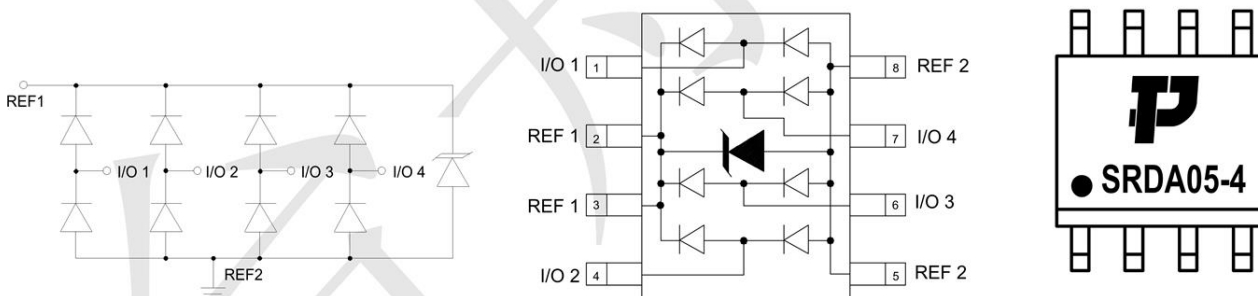 REF1
I/O 1
I/O 2
I/O 3
I/O 4
REF2
I/O 1 1
8 REF 2
REF 1 2
7 I/O 4
REF 1 3
6 I/O 3
I/O 2 4
5 REF 2
SRDA05-4